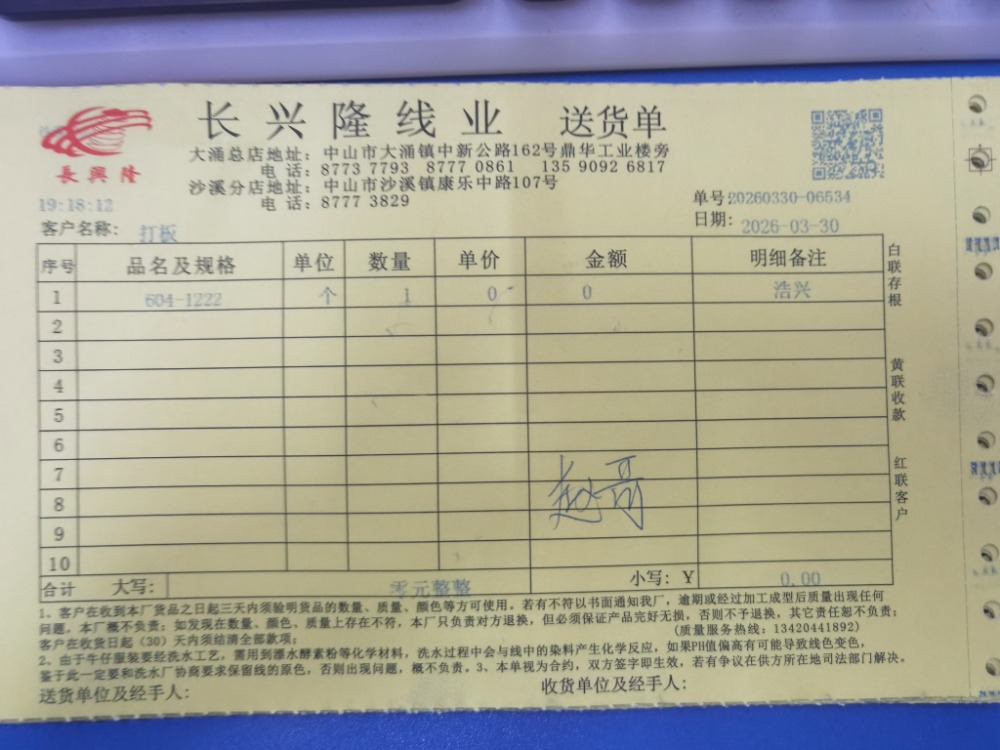 长兴隆线业 送货单
長興隆
大涌总店地址：中山市大涌镇中新公路162号鼎华工业楼旁
电话：8773 7793 8777 0861 135 9092 6817
沙溪分店地址：中山市沙溪镇康乐中路107号
电话：8777 3829
19:18:12
单号:20260330-06534
客户名称: 打板
日期: 2026-03-30
序号 品名及规格 单位 数量 单价 金额 明细备注
1 604-1222 个 1 0 0 浩兴
2
3
4
5
6
7
8
9
10
赵哥
合计 大写: 零元整整 小写: ￥ 0.00
白联存根
黄联收款
红联客户
1、客户在收到本厂货品之日起三天内须验明货品的数量、质量、颜色等方可使用。若有不符以书面通知我厂，逾期或经过加工成型后质量出现任何
问题，本厂概不负责;如发现在数量、颜色、质量上存在不符，本厂只负责对方退换，但必须保证产品完好无损，否则不予退换，其它责任恕不负责;
客户在收货日起（30）天内须结清全部款项; (质量服务热线：13420441892)
2、由于牛仔服装要经洗水工艺，需用到漂水酵素粉等化学材料，洗水过程中会与线中的染料产生化学反应，如果PH值偏高有可能导致线色变色，
鉴于此一定要和洗水厂协商要求保留线的原色，否则出现问题，概不负责。3、本单视为合约，双方签字即生效，若有争议在供方所在地司法部门解决。
送货单位及经手人: 收货单位及经手人: